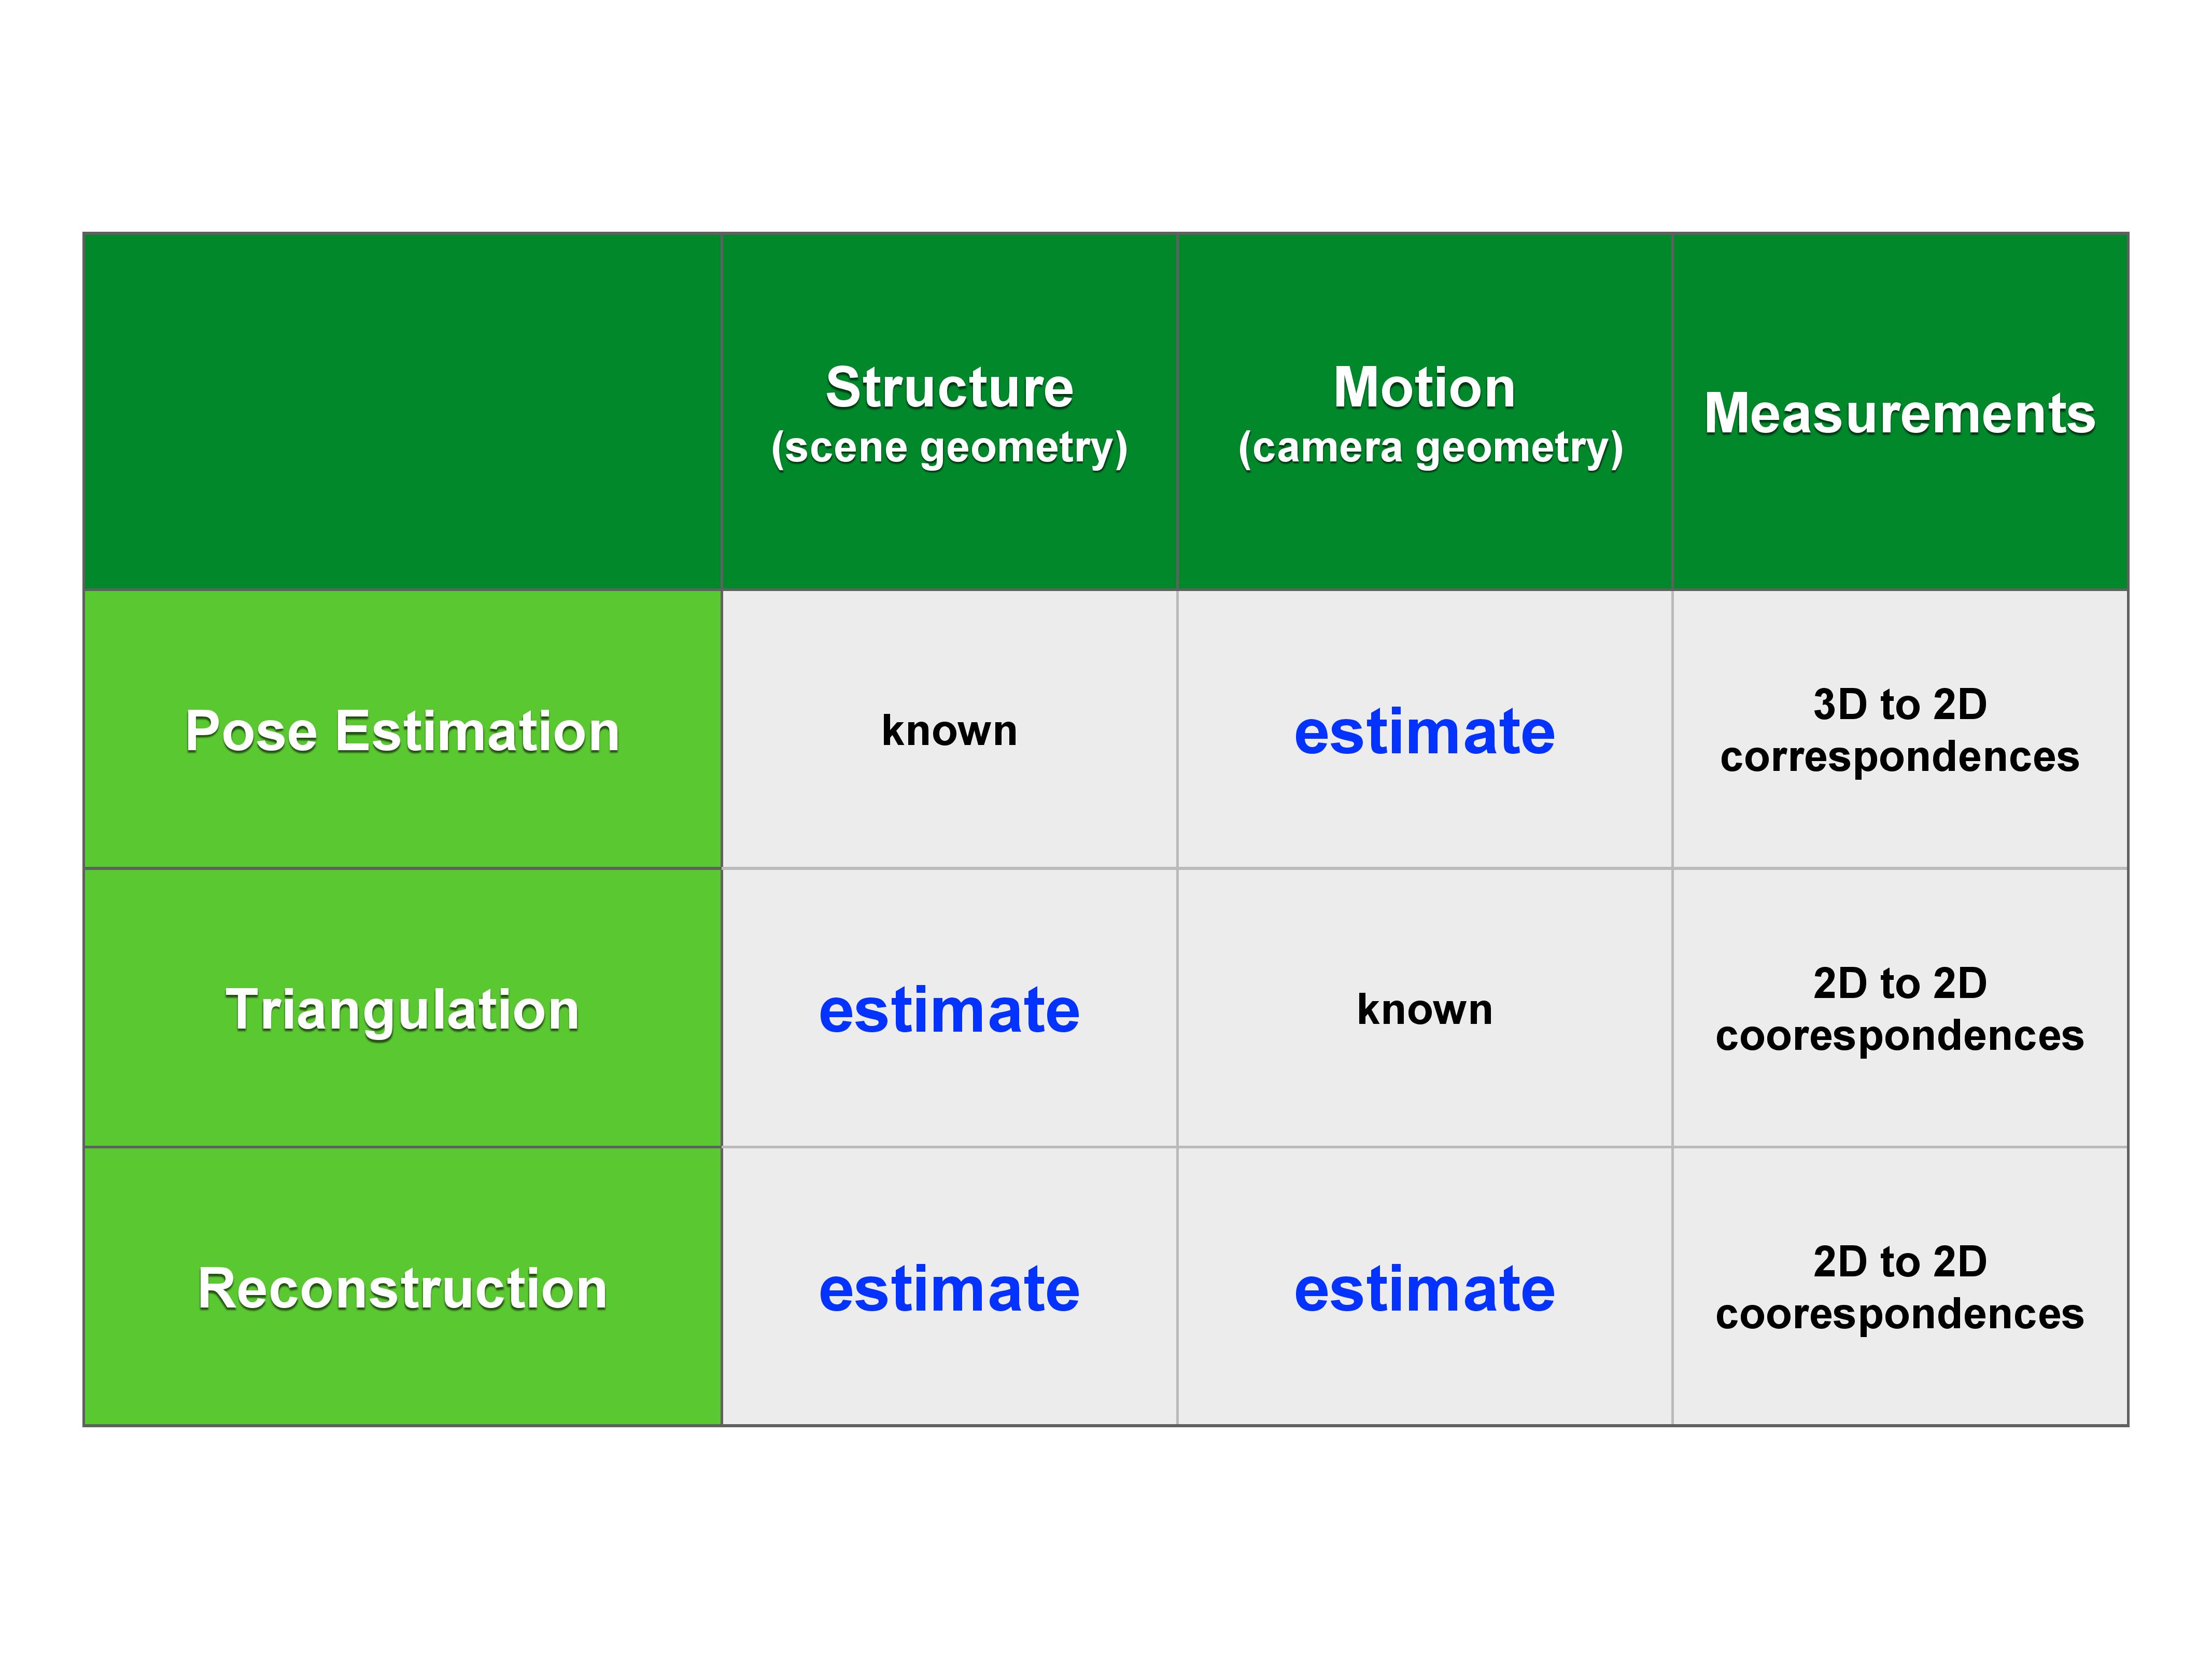 Structure
(scene geometry)
Motion
(camera geometry)
Measurements
Pose Estimation
known
estimate
3D to 2D
correspondences
Triangulation
estimate
known
2D to 2D
coorespondences
Reconstruction
estimate
estimate
2D to 2D
coorespondences